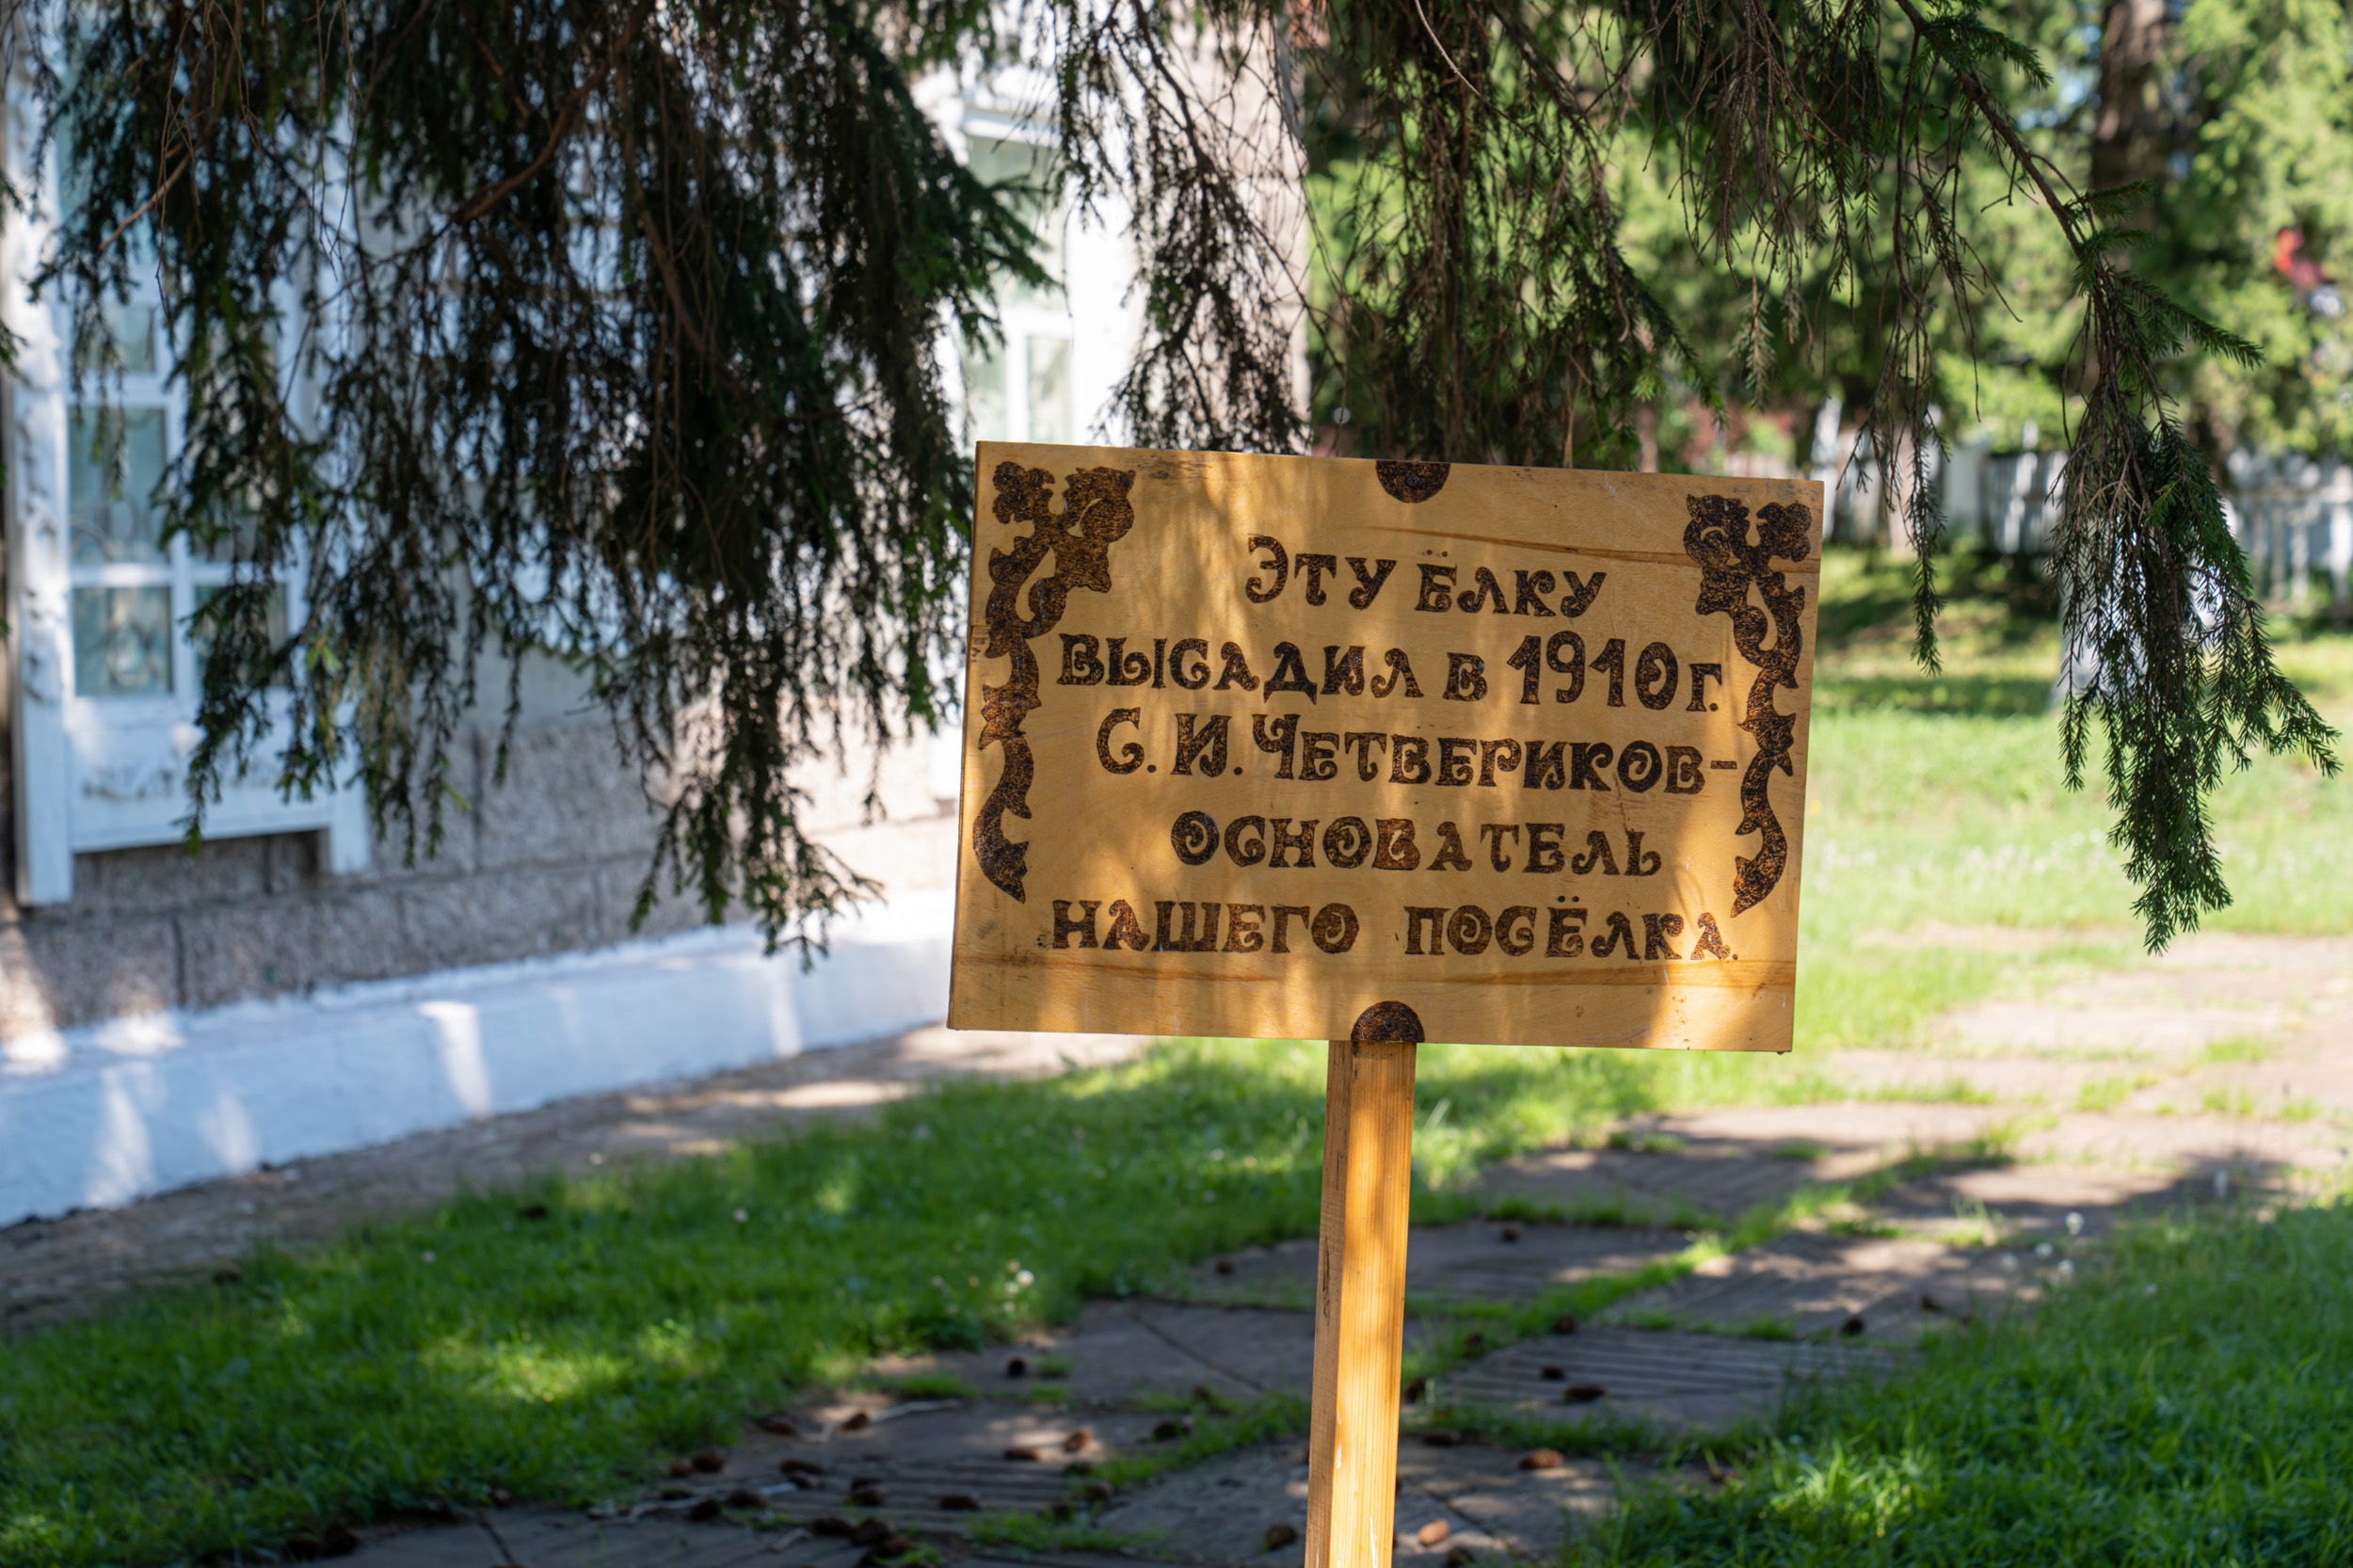 Эту ёлку
высадил в 1910 г.
С. И. Четвериков-
основатель
нашего посёлка.